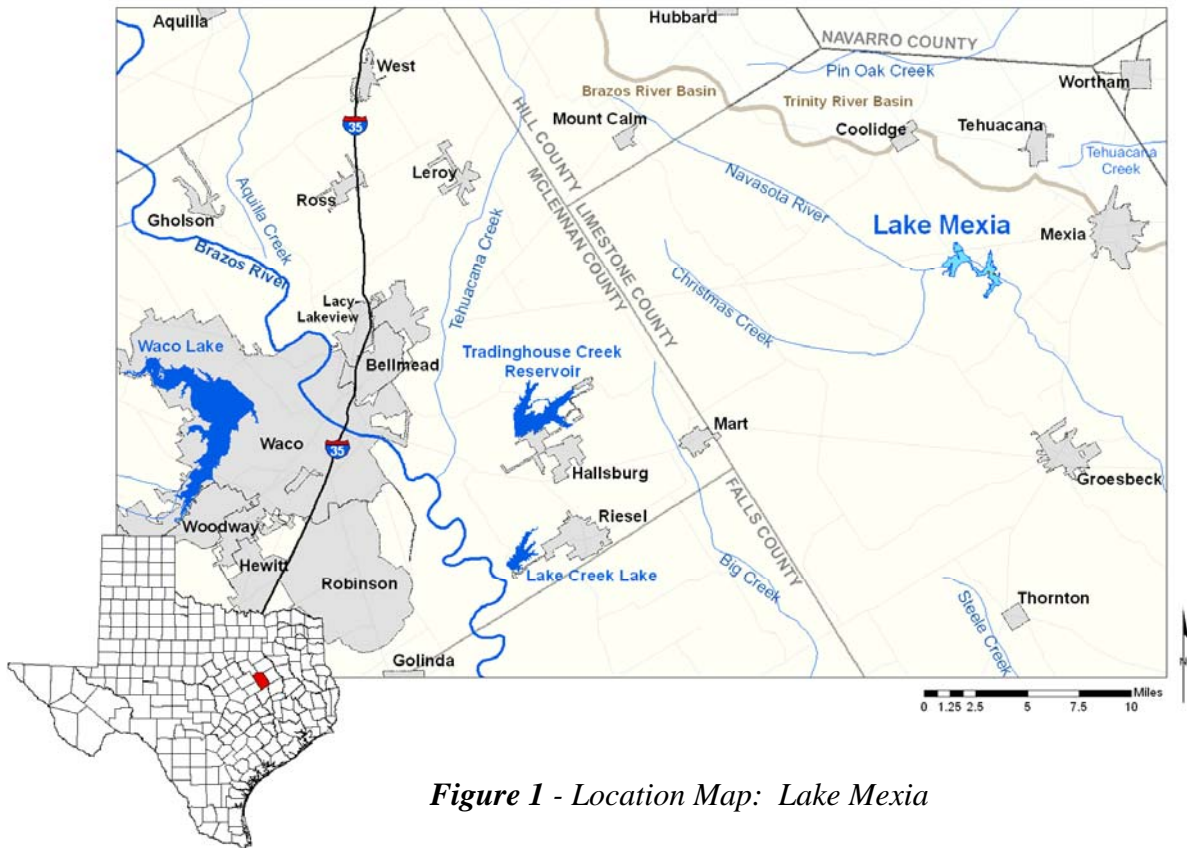 Aquilla
Hubbard
NAVARRO COUNTY
West
Pin Oak Creek
Wortham
Brazos River Basin
Trinity River Basin
35
HILL COUNTY
Mount Calm
Coolidge
Tehuacana
Tehuacana
Creek
Leroy
Ross
Gholson
Aquilla Creek
Brazos River
Tehuacana Creek
MCLENNAN COUNTY
LIMESTONE COUNTY
Navasota River
Lake Mexia
Mexia
Christmas Creek
Lacy-
Lakeview
Bellmead
Waco Lake
Tradinghouse Creek
Reservoir
Waco
35
Mart
Hallsburg
Groesbeck
Woodway
Hewitt
Riesel
FALLS COUNTY
Robinson
Lake Creek Lake
Big Creek
Steele Creek
Thornton
Golinda
N
Miles
0 1.25 2.5 5 7.5 10
Figure 1 - Location Map: Lake Mexia